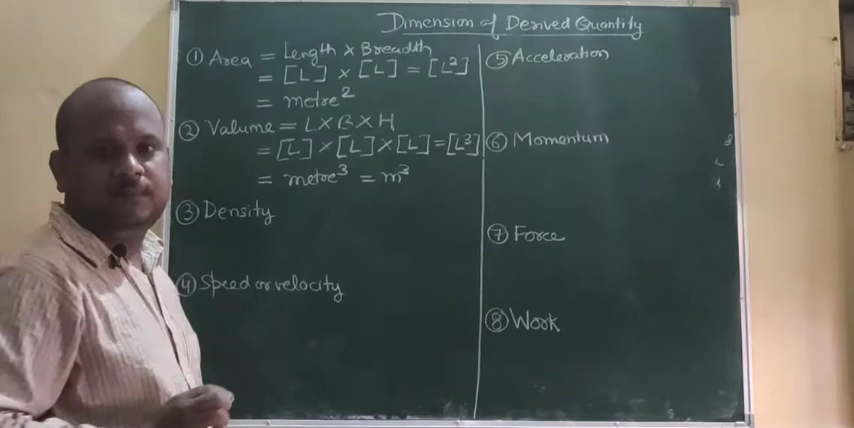 Dimension of Derived Quantity
① Area = Length × Breadth
= [L] × [L] = [L²]
= metre²
② Valume = L×B×H
= [L] × [L] × [L] = [L³]
= metre³ = m³
③ Density
④ Speed or velocity
⑤ Acceleration
⑥ Momentum
⑦ Force
⑧ Work